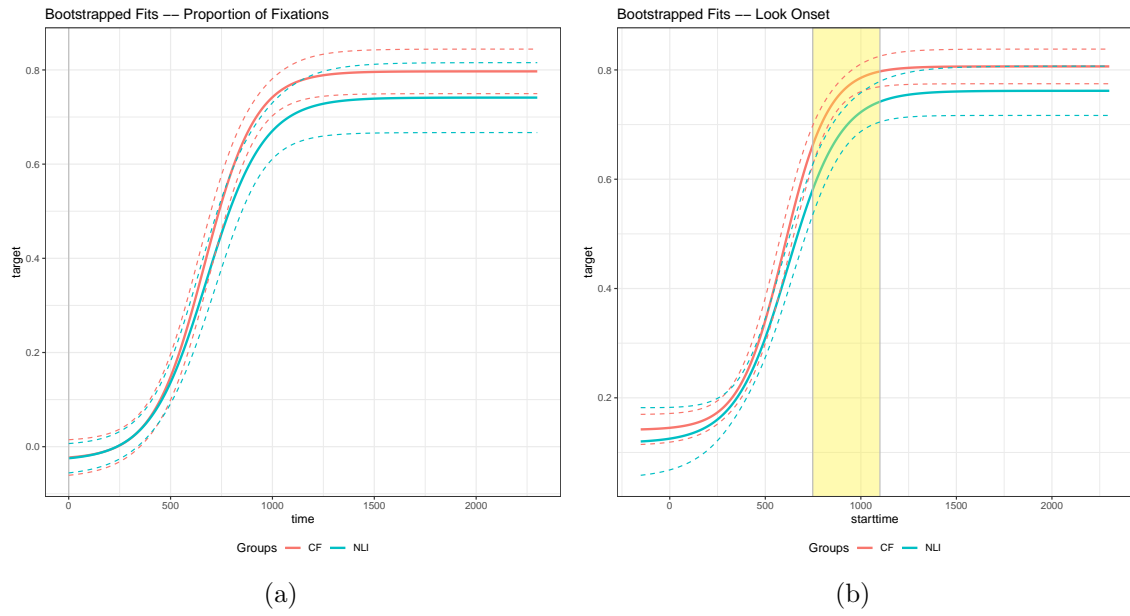 Bootstrapped Fits −− Proportion of Fixations
0.8
0.6
target
0.4
0.2
0.0
0 500 1000 1500 2000
time
Groups CF NLI
(a)
Bootstrapped Fits −− Look Onset
0.8
0.6
target
0.4
0.2
0 500 1000 1500 2000
starttime
Groups CF NLI
(b)